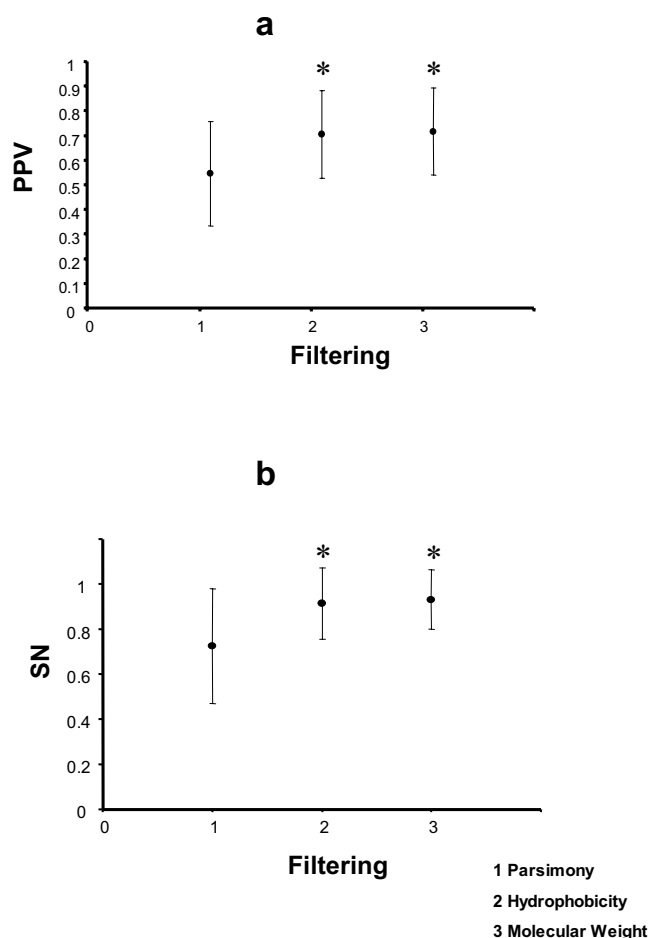 a
PPV
1
0.9
0.8
0.7
0.6
0.5
0.4
0.3
0.2
0.1
0
* *
0 1 2 3
Filtering
b
SN
1
0.8
0.6
0.4
0.2
0
* *
0 1 2 3
Filtering
1 Parsimony
2 Hydrophobicity
3 Molecular Weight